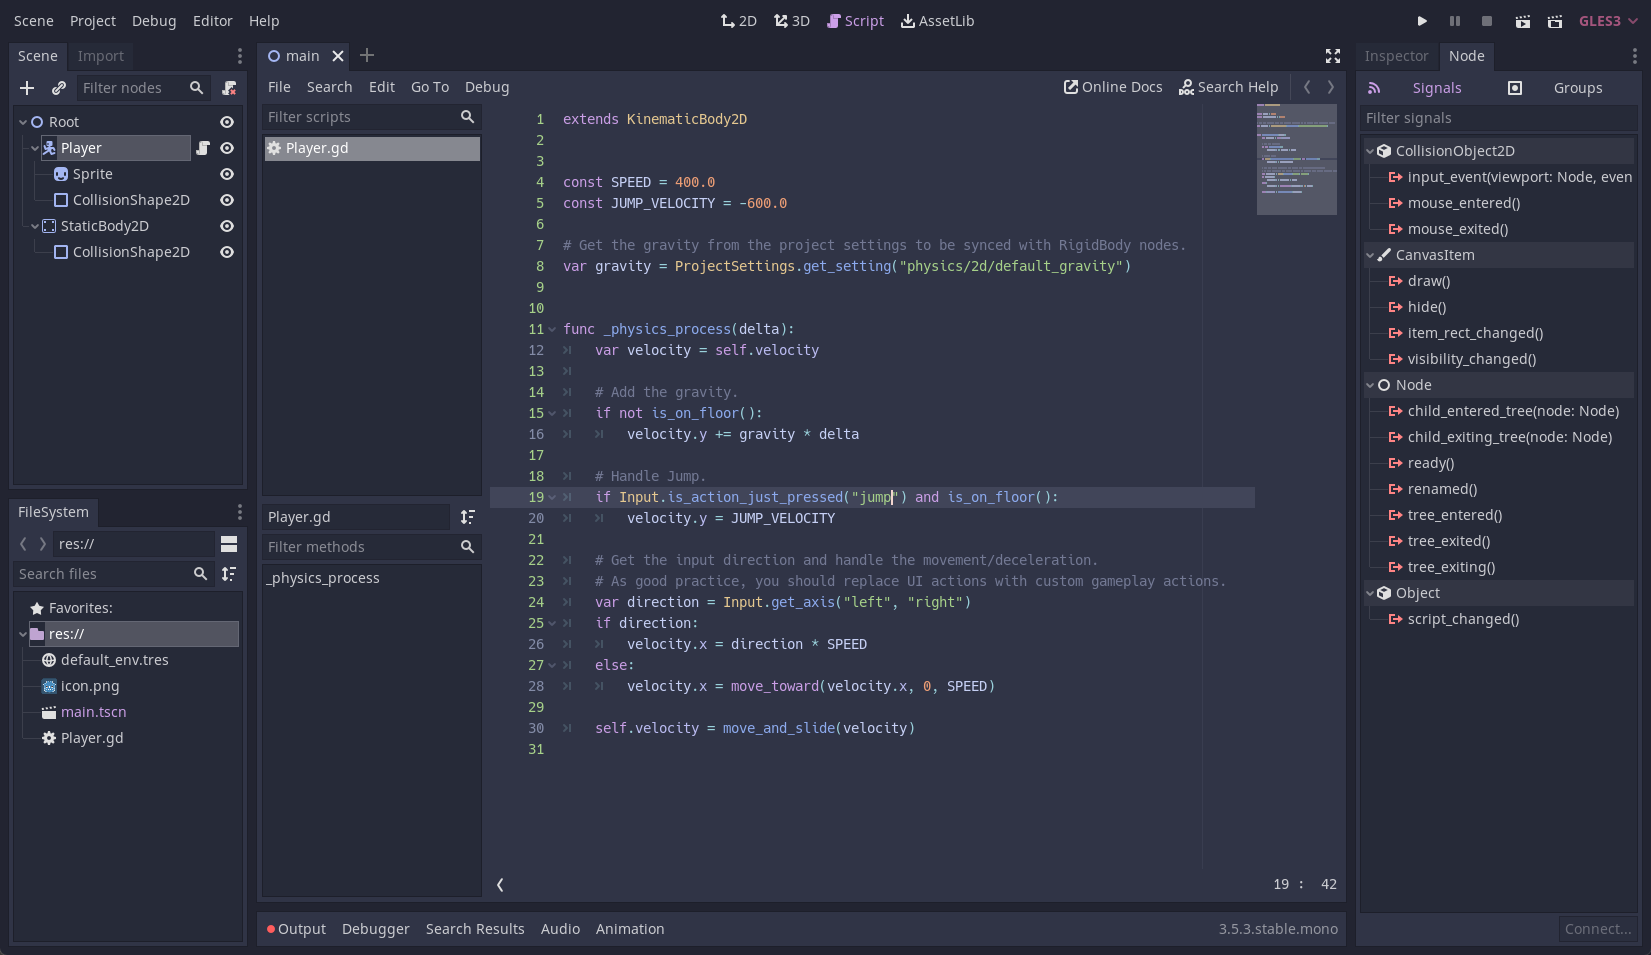 Scene Project Debug Editor Help
2D 3D Script AssetLib
GLES3
Scene Import
Filter nodes
Root
Player
Sprite
CollisionShape2D
StaticBody2D
CollisionShape2D
FileSystem
res://
Search files
Favorites:
res://
default_env.tres
icon.png
main.tscn
Player.gd
main
File Search Edit Go To Debug
Online Docs Search Help
Filter scripts
Player.gd
Player.gd
Filter methods
_physics_process
1 extends KinematicBody2D
2
3
4 const SPEED = 400.0
5 const JUMP_VELOCITY = -600.0
6
7 # Get the gravity from the project settings to be synced with RigidBody nodes.
8 var gravity = ProjectSettings.get_setting("physics/2d/default_gravity")
9
10
11 func _physics_process(delta):
12 var velocity = self.velocity
13
14 # Add the gravity.
15 if not is_on_floor():
16 velocity.y += gravity * delta
17
18 # Handle Jump.
19 if Input.is_action_just_pressed("jump") and is_on_floor():
20 velocity.y = JUMP_VELOCITY
21
22 # Get the input direction and handle the movement/deceleration.
23 # As good practice, you should replace UI actions with custom gameplay actions.
24 var direction = Input.get_axis("left", "right")
25 if direction:
26 velocity.x = direction * SPEED
27 else:
28 velocity.x = move_toward(velocity.x, 0, SPEED)
29
30 self.velocity = move_and_slide(velocity)
31
19 : 42
Output Debugger Search Results Audio Animation
3.5.3.stable.mono
Inspector Node
Signals Groups
Filter signals
CollisionObject2D
input_event(viewport: Node, even
mouse_entered()
mouse_exited()
CanvasItem
draw()
hide()
item_rect_changed()
visibility_changed()
Node
child_entered_tree(node: Node)
child_exiting_tree(node: Node)
ready()
renamed()
tree_entered()
tree_exited()
tree_exiting()
Object
script_changed()
Connect...